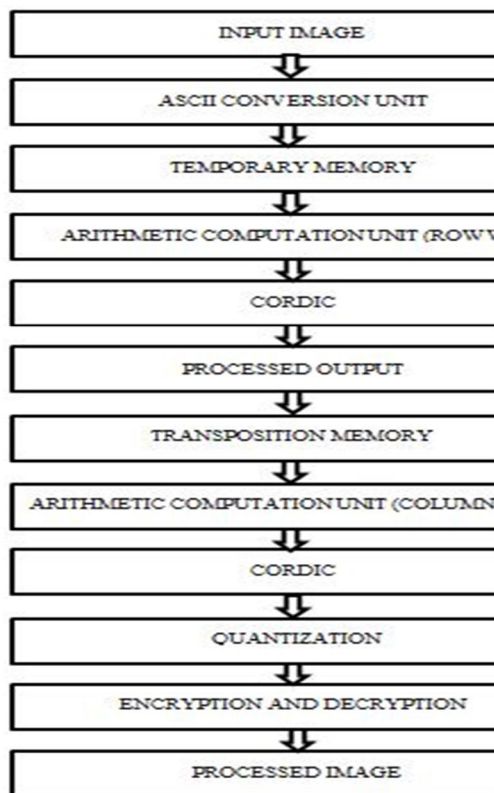 INPUT IMAGE
ASCII CONVERSION UNIT
TEMPORARY MEMORY
ARITHMETIC COMPUTATION UNIT (ROW
CORDIC
PROCESSED OUTPUT
TRANSPOSITION MEMORY
ARITHMETIC COMPUTATION UNIT (COLUMN
CORDIC
QUANTIZATION
ENCRYPTION AND DECRYPTION
PROCESSED IMAGE